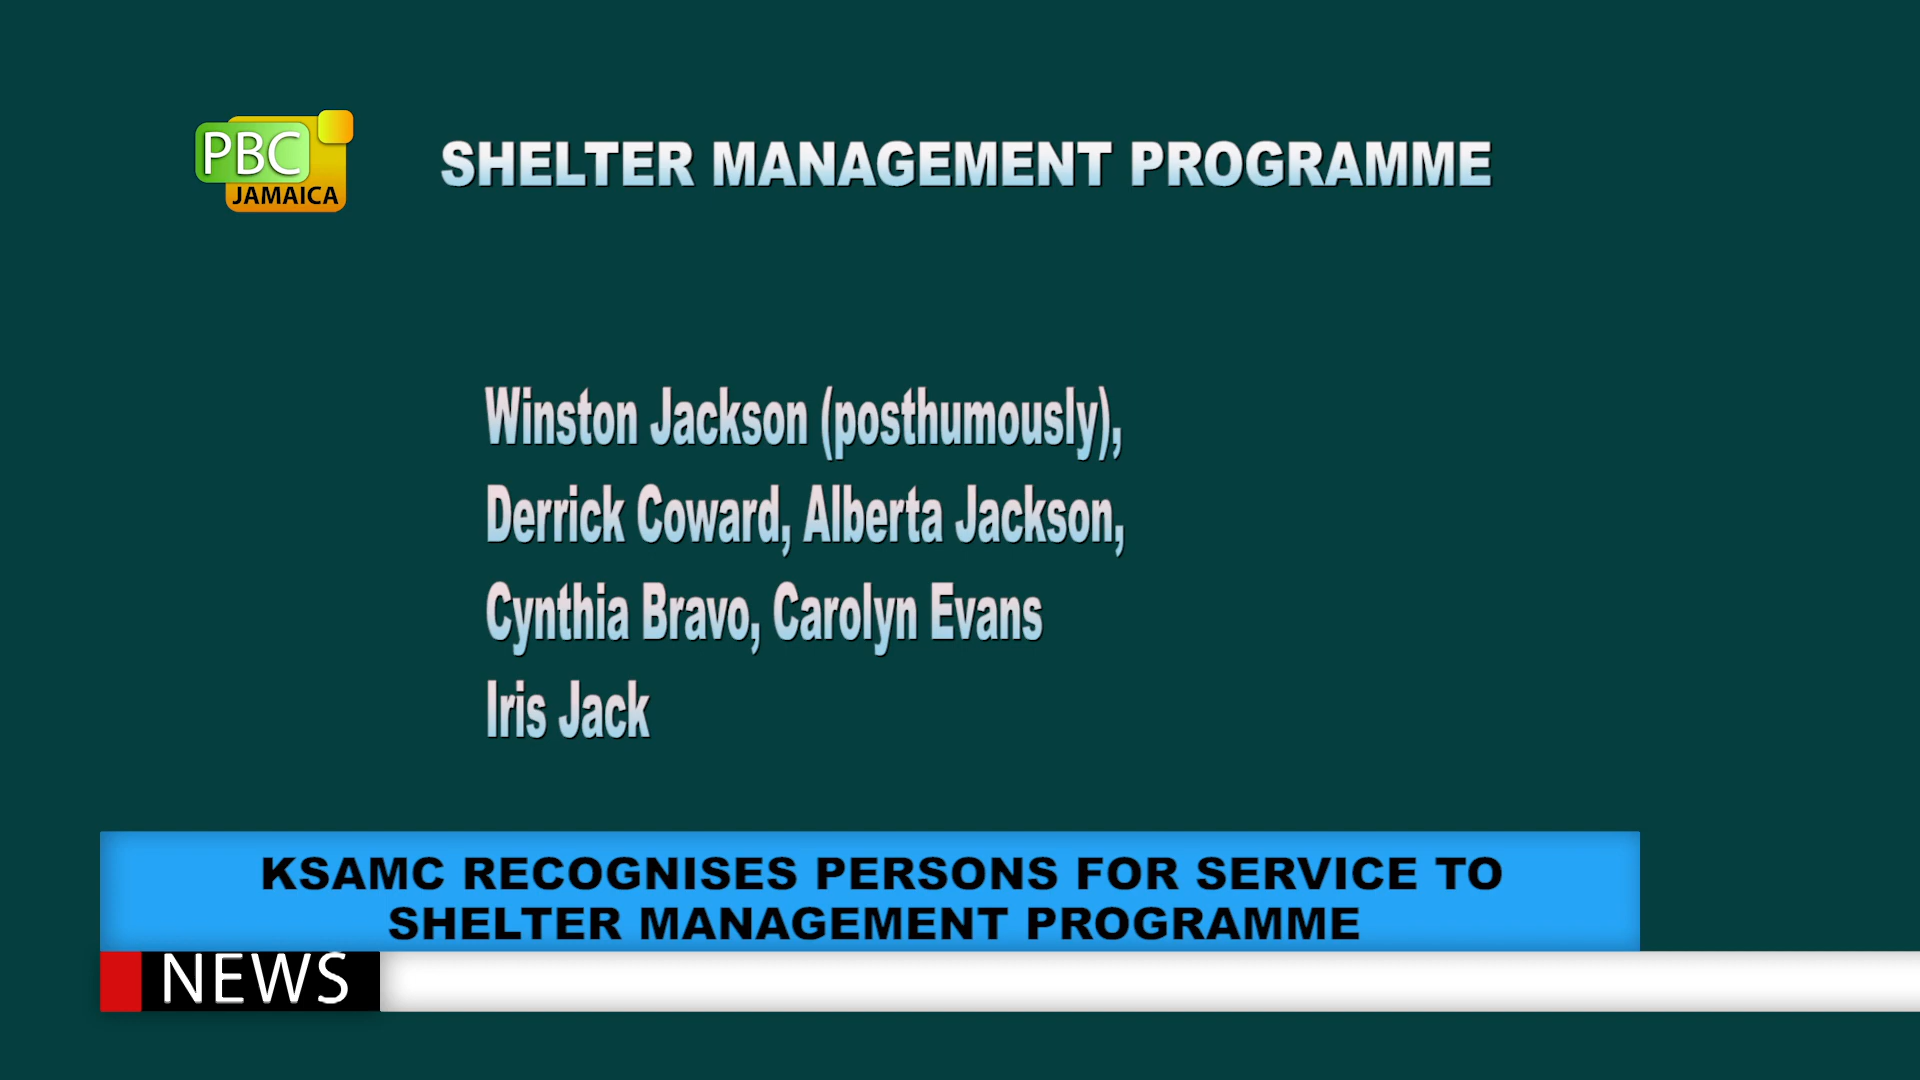 PBC
JAMAICA
SHELTER MANAGEMENT PROGRAMME
Winston Jackson (posthumously),
Derrick Coward, Alberta Jackson,
Cynthia Bravo, Carolyn Evans
Iris Jack
KSAMC RECOGNISES PERSONS FOR SERVICE TO
SHELTER MANAGEMENT PROGRAMME
NEWS